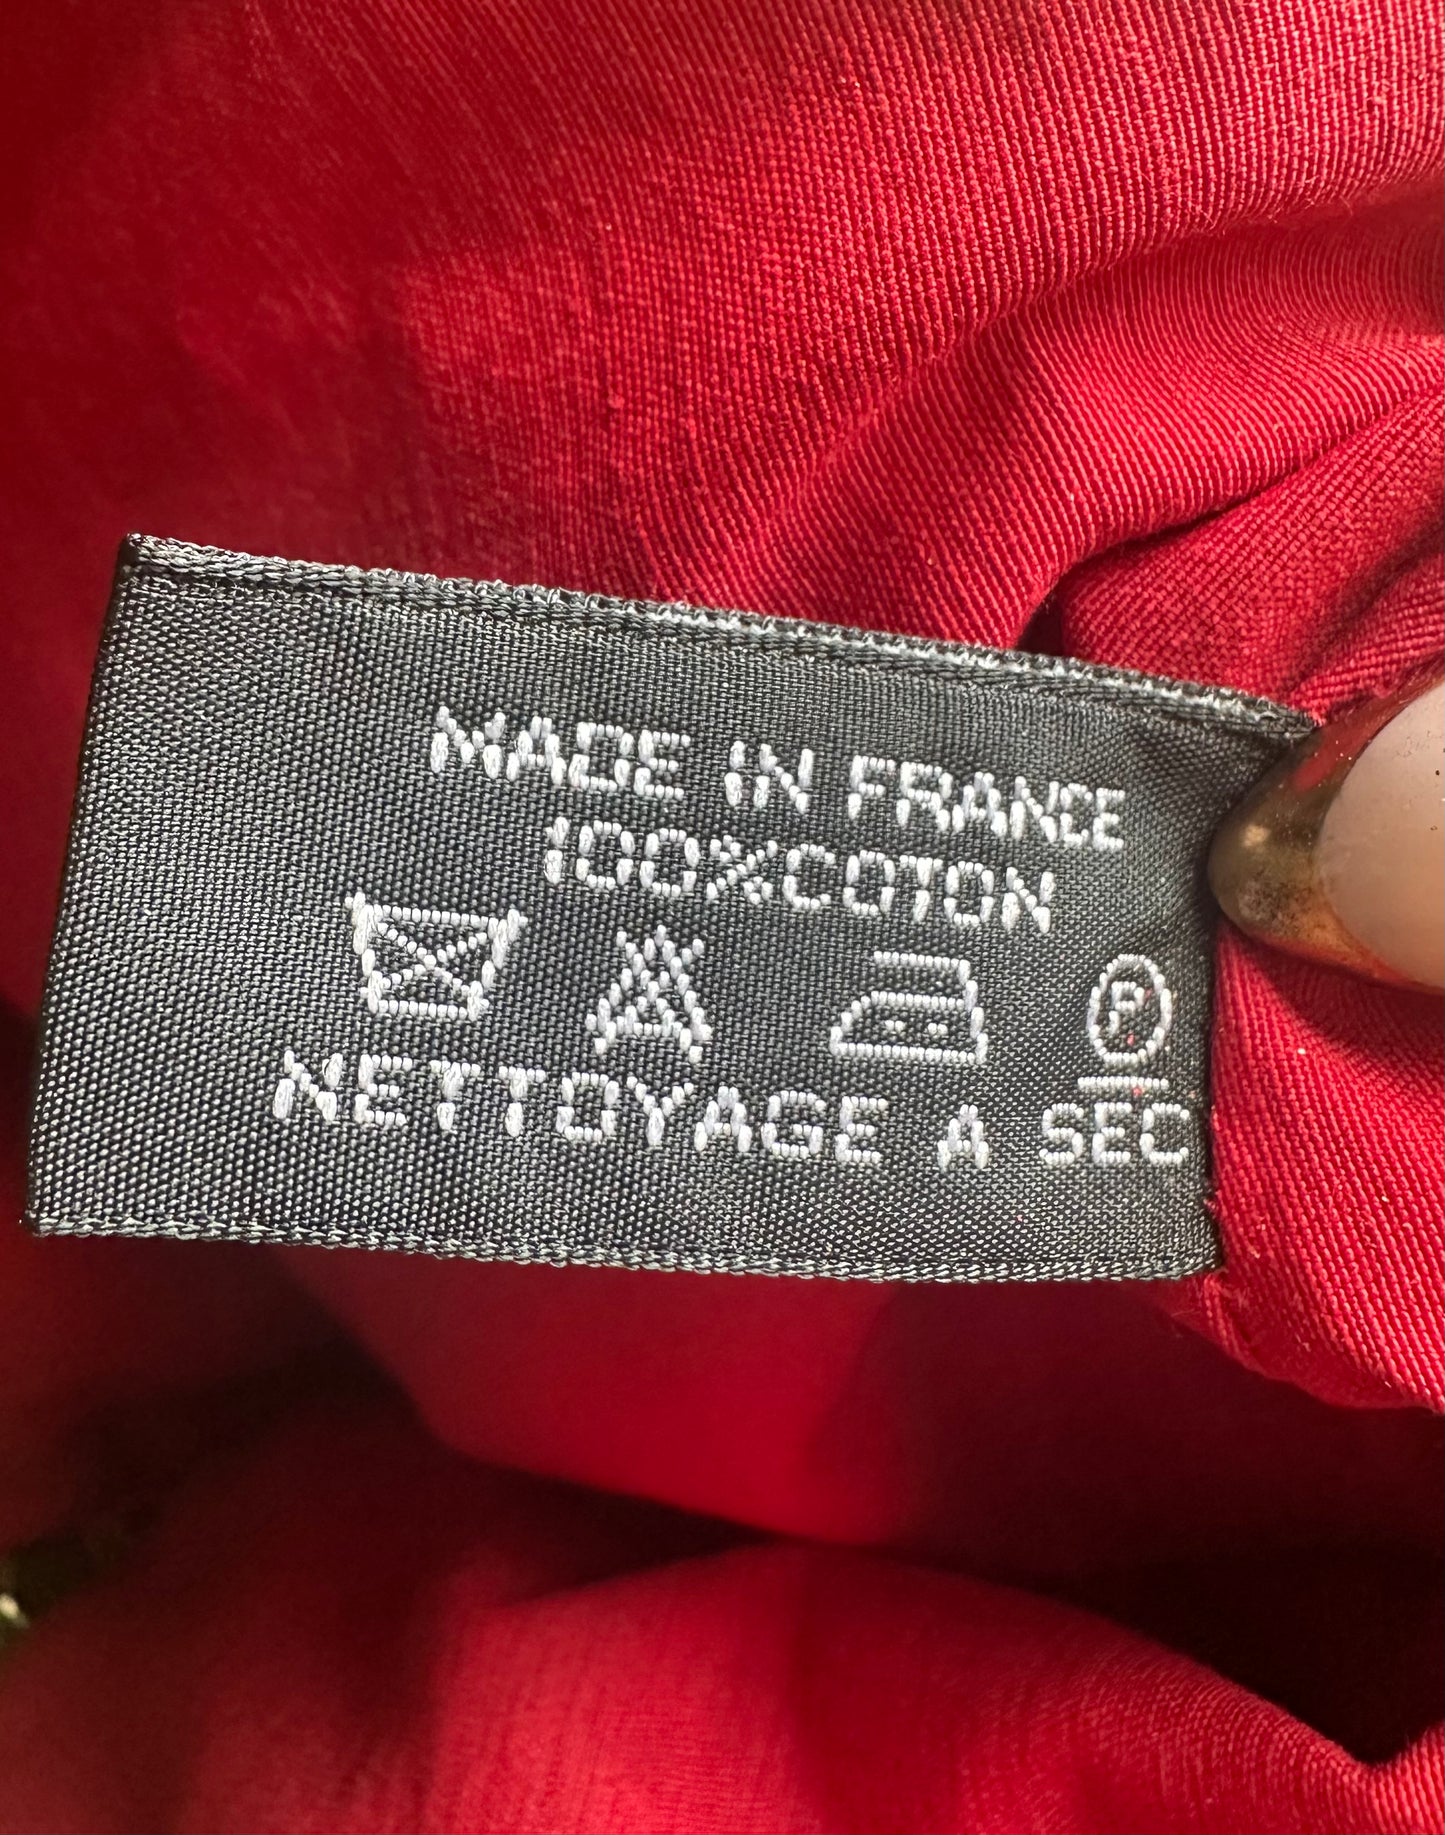 MADE IN FRANCE
100%COTON
P
NETTOYAGE A SEC